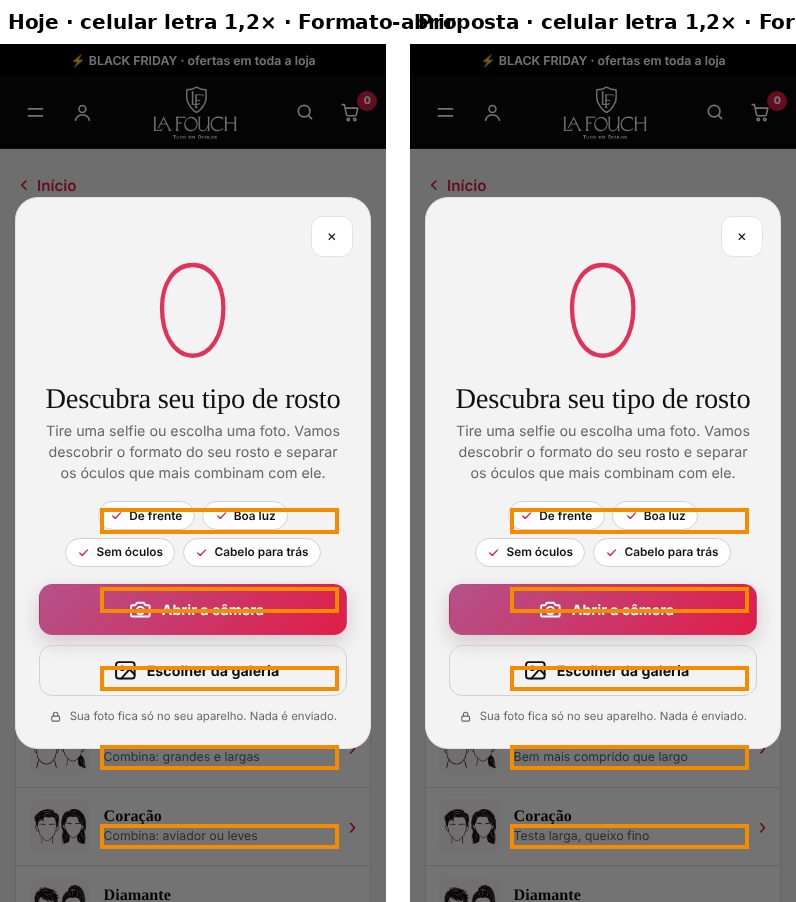 Hoje · celular letra 1,2× · Formato-abrir
Proposta · celular letra 1,2× · For
⚡ BLACK FRIDAY · ofertas em toda a loja
0
LA FOUCH
Tudo em Óculos
Início
×
Descubra seu tipo de rosto
Tire uma selfie ou escolha uma foto. Vamos
descobrir o formato do seu rosto e separar
os óculos que mais combinam com ele.
De frente
Boa luz
Sem óculos
Cabelo para trás
Abrir a câmera
Escolher da galeria
Sua foto fica só no seu aparelho. Nada é enviado.
Combina: grandes e largas
Coração
Combina: aviador ou leves
Diamante
⚡ BLACK FRIDAY · ofertas em toda a loja
0
LA FOUCH
Tudo em Óculos
Início
×
Descubra seu tipo de rosto
Tire uma selfie ou escolha uma foto. Vamos
descobrir o formato do seu rosto e separar
os óculos que mais combinam com ele.
De frente
Boa luz
Sem óculos
Cabelo para trás
Abrir a câmera
Escolher da galeria
Sua foto fica só no seu aparelho. Nada é enviado.
Bem mais comprido que largo
Coração
Testa larga, queixo fino
Diamante